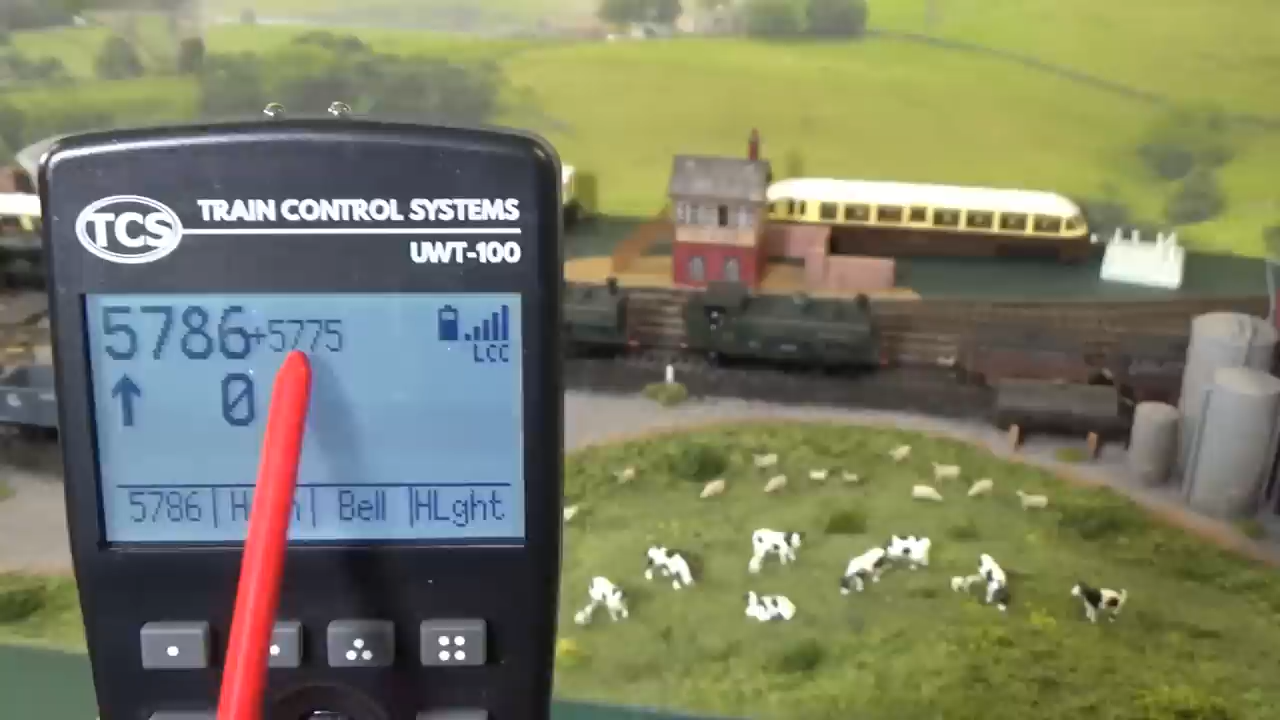 TCS
TRAIN CONTROL SYSTEMS
UWT-100
5786+5775
LCC
0
5786 | H | Bell | HLght